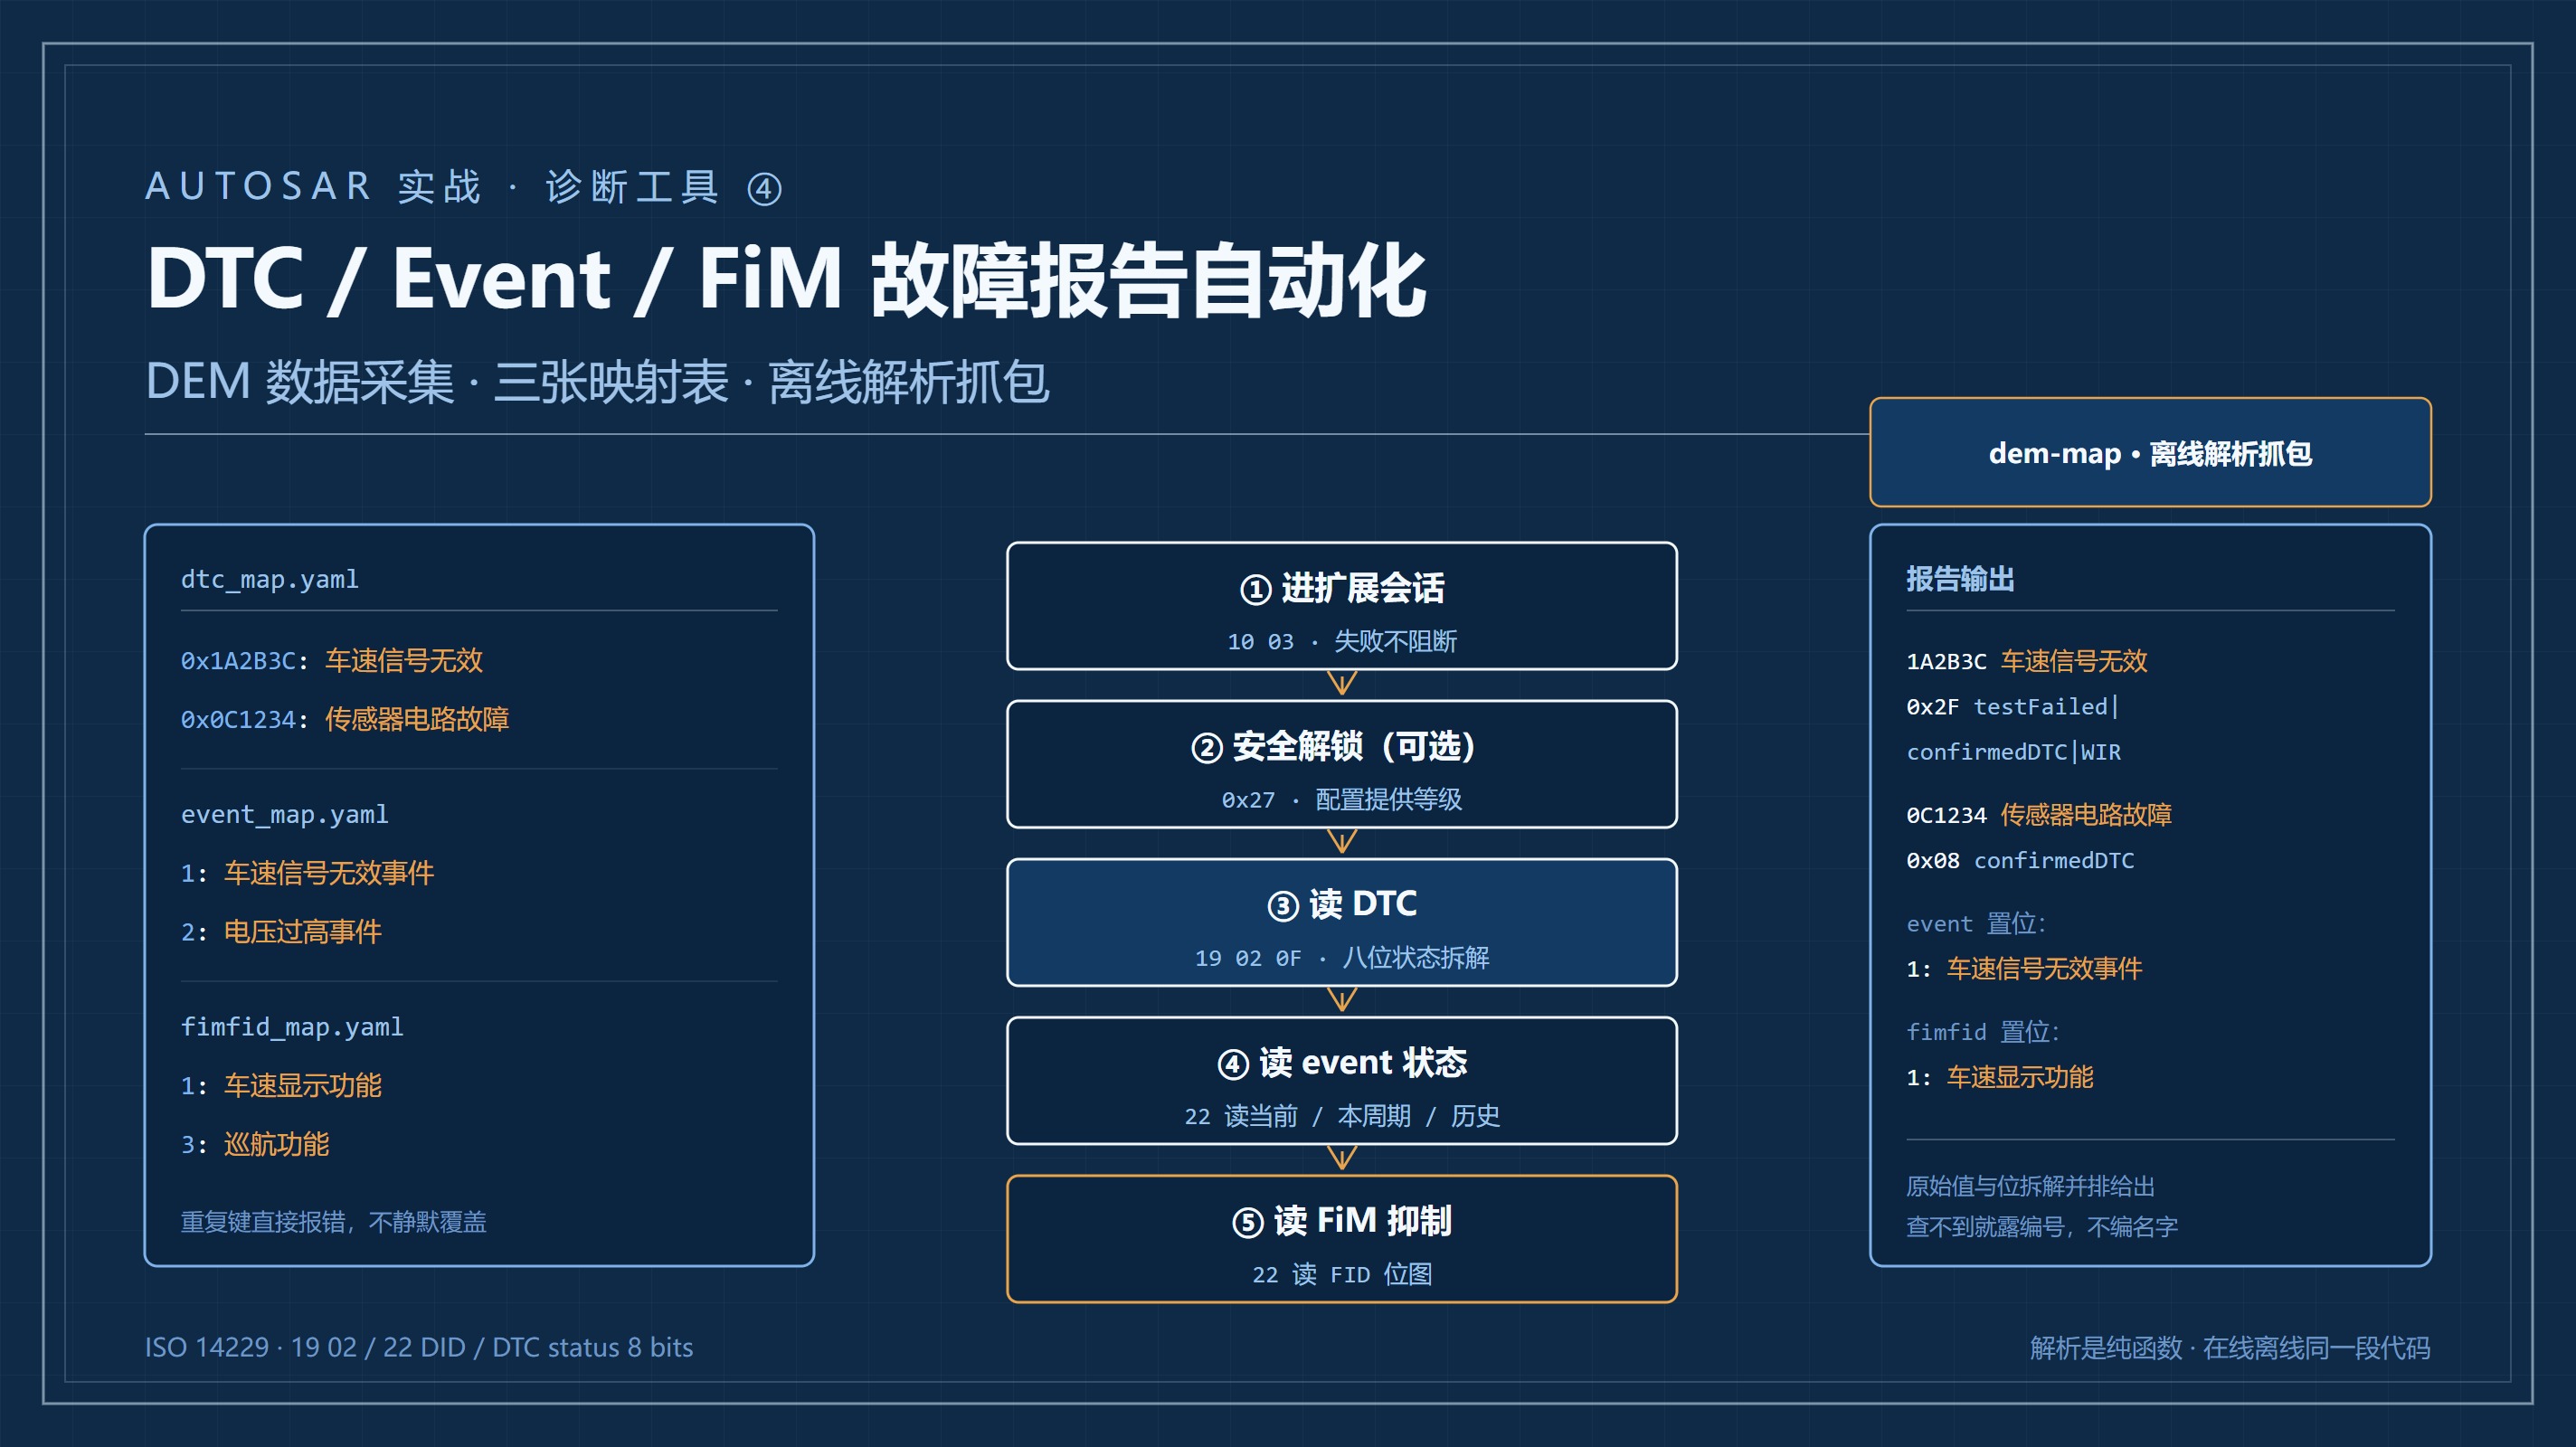 AUTOSAR 实战 · 诊断工具 ④
DTC / Event / FiM 故障报告自动化
DEM 数据采集 · 三张映射表 · 离线解析抓包
dem-map • 离线解析抓包
dtc_map.yaml
0x1A2B3C: 车速信号无效
0x0C1234: 传感器电路故障
event_map.yaml
1: 车速信号无效事件
2: 电压过高事件
fimfid_map.yaml
1: 车速显示功能
3: 巡航功能
重复键直接报错，不静默覆盖
① 进扩展会话
10 03 · 失败不阻断
② 安全解锁（可选）
0x27 · 配置提供等级
③ 读 DTC
19 02 0F · 八位状态拆解
④ 读 event 状态
22 读当前 / 本周期 / 历史
⑤ 读 FiM 抑制
22 读 FID 位图
报告输出
1A2B3C 车速信号无效
0x2F testFailed|
confirmedDTC|WIR
0C1234 传感器电路故障
0x08 confirmedDTC
event 置位:
1: 车速信号无效事件
fimfid 置位:
1: 车速显示功能
原始值与位拆解并排给出
查不到就露编号，不编名字
ISO 14229 · 19 02 / 22 DID / DTC status 8 bits
解析是纯函数 · 在线离线同一段代码